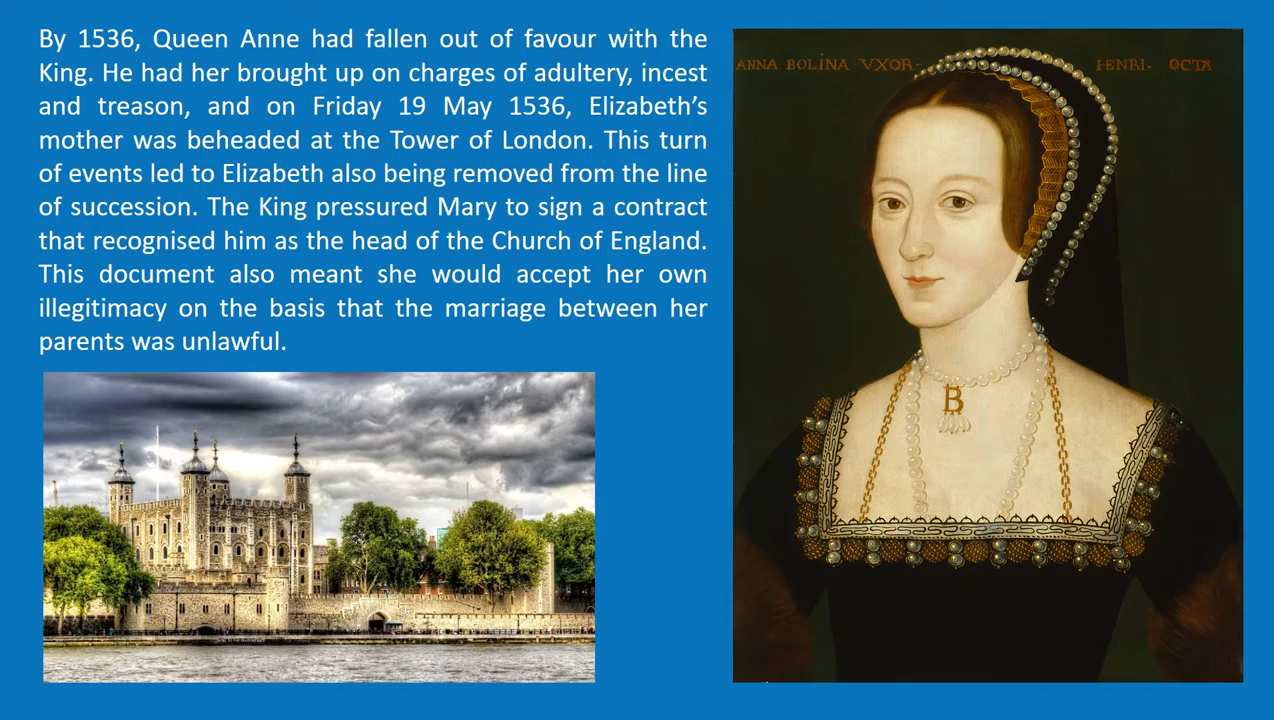 By 1536, Queen Anne had fallen out of favour with the
King. He had her brought up on charges of adultery, incest
and treason, and on Friday 19 May 1536, Elizabeth’s
mother was beheaded at the Tower of London. This turn
of events led to Elizabeth also being removed from the line
of succession. The King pressured Mary to sign a contract
that recognised him as the head of the Church of England.
This document also meant she would accept her own
illegitimacy on the basis that the marriage between her
parents was unlawful.
ANNA BOLINA VXOR- HENRI- OCTA
B